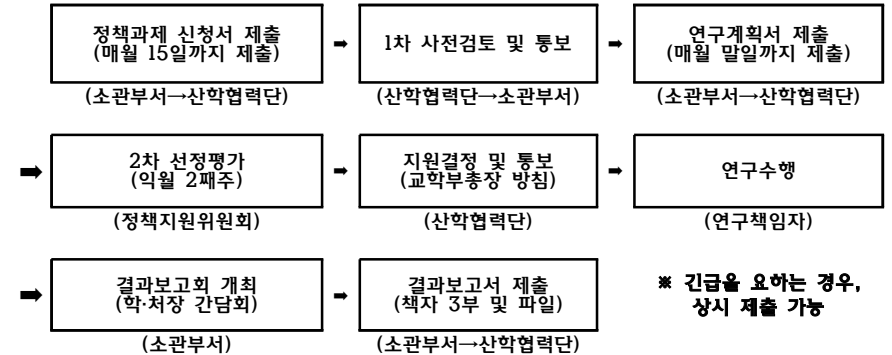 정책과제 신청서 제출
(매월 15일까지 제출)
➡
1차 사전검토 및 통보
➡
연구계획서 제출
(매월 말일까지 제출)
(소관부서→산학협력단)
(산학협력단→소관부서)
(소관부서→산학협력단)
➡
2차 선정평가
(익월 2째주)
➡
지원결정 및 통보
(교학부총장 방침)
➡
연구수행
(정책지원위원회)
(산학협력단)
(연구책임자)
➡
결과보고회 개최
(학·처장 간담회)
➡
결과보고서 제출
(책자 3부 및 파일)
※ 긴급을 요하는 경우,
상시 제출 가능
(소관부서)
(소관부서→산학협력단)